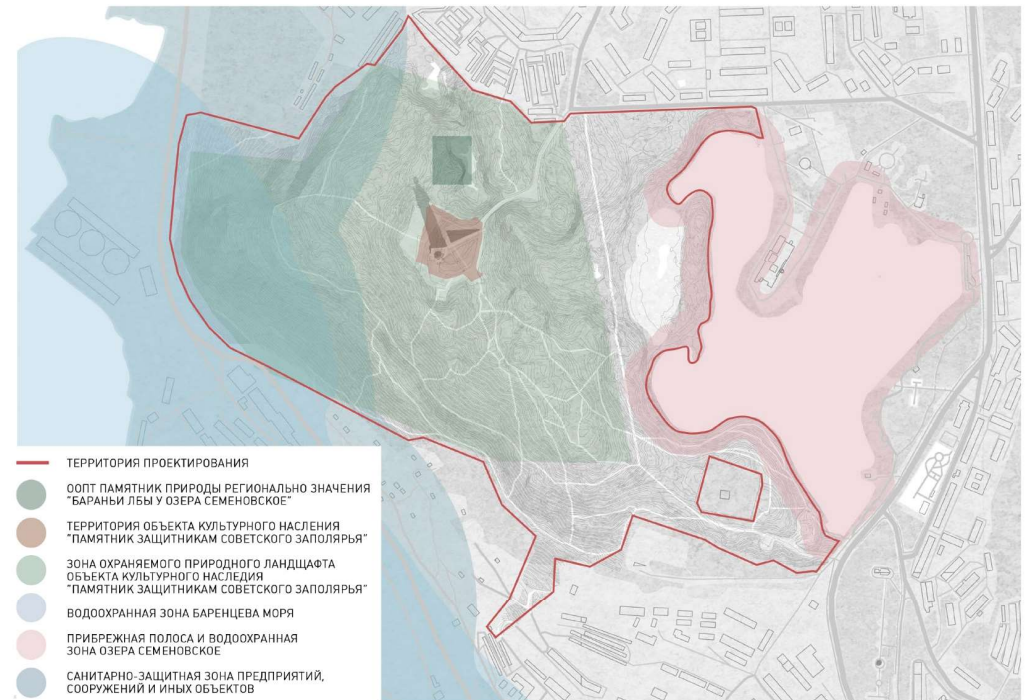 ТЕРРИТОРИЯ ПРОЕКТИРОВАНИЯ
ООПТ ПАМЯТНИК ПРИРОДЫ РЕГИОНАЛЬНО ЗНАЧЕНИЯ
"БАРАНЬИ ЛБЫ У ОЗЕРА СЕМЕНОВСКОЕ"
ТЕРРИТОРИЯ ОБЪЕКТА КУЛЬТУРНОГО НАСЛЕНИЯ
"ПАМЯТНИК ЗАЩИТНИКАМ СОВЕТСКОГО ЗАПОЛЯРЬЯ"
ЗОНА ОХРАНЯЕМОГО ПРИРОДНОГО ЛАНДЩАФТА
ОБЪЕКТА КУЛЬТУРНОГО НАСЛЕДИЯ
"ПАМЯТНИК ЗАЩИТНИКАМ СОВЕТСКОГО ЗАПОЛЯРЬЯ"
ВОДООХРАННАЯ ЗОНА БАРЕНЦЕВА МОРЯ
ПРИБРЕЖНАЯ ПОЛОСА И ВОДООХРАННАЯ
ЗОНА ОЗЕРА СЕМЕНОВСКОЕ
САНИТАРНО-ЗАЩИТНАЯ ЗОНА ПРЕДПРИЯТИЙ,
СООРУЖЕНИЙ И ИНЫХ ОБЪЕКТОВ